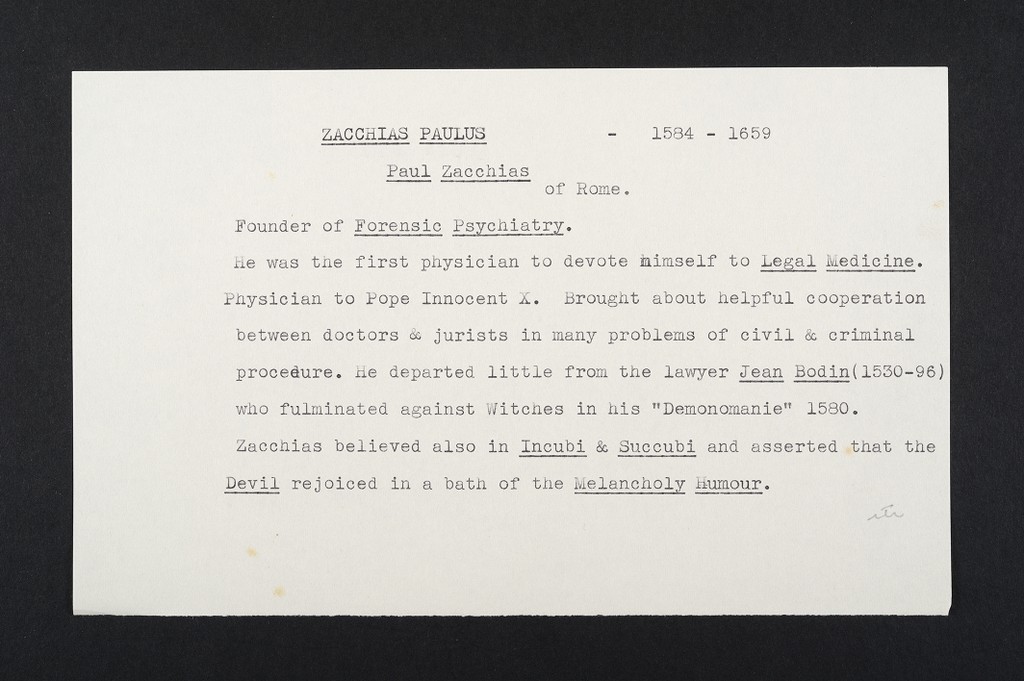 ZACCHIAS PAULUS - 1584 - 1659
Paul Zacchias
of Rome.
Founder of Forensic Psychiatry.
He was the first physician to devote himself to Legal Medicine.
Physician to Pope Innocent X. Brought about helpful cooperation
between doctors & jurists in many problems of civil & criminal
procedure. He departed little from the lawyer Jean Bodin(1530-96)
who fulminated against Witches in his "Demonomanie" 1580.
Zacchias believed also in Incubi & Succubi and asserted that the
Devil rejoiced in a bath of the Melancholy Humour.